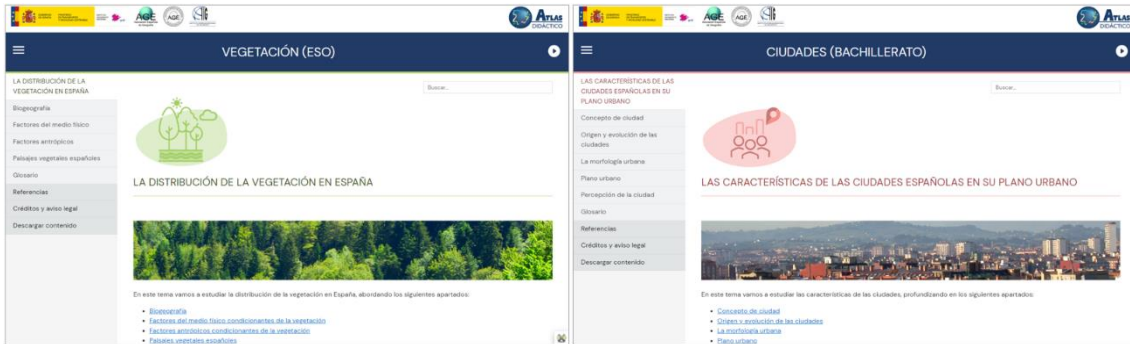 AGE
AGE
ATLAS
DIDÁCTICO
VEGETACIÓN (ESO)
LA DISTRIBUCIÓN DE LA
VEGETACIÓN EN ESPAÑA
Biogeografía
Factores del medio físico
Factores antrópicos
Paisajes vegetales españoles
Glosario
Referencias
Créditos y aviso legal
Descargar contenido
Buscar...
LA DISTRIBUCIÓN DE LA VEGETACIÓN EN ESPAÑA
En este tema vamos a estudiar la distribución de la vegetación en España, abordando los siguientes apartados:
Biogeografía
Factores del medio físico condicionantes de la vegetación
Factores antrópicos condicionantes de la vegetación
Paisajes vegetales españoles
AGE
AGE
ATLAS
DIDÁCTICO
CIUDADES (BACHILLERATO)
LAS CARACTERÍSTICAS DE LAS
CIUDADES ESPAÑOLAS EN SU
PLANO URBANO
Concepto de ciudad
Origen y evolución de las
ciudades
La morfología urbana
Plano urbano
Percepción de la ciudad
Glosario
Referencias
Créditos y aviso legal
Descargar contenido
Buscar...
LAS CARACTERÍSTICAS DE LAS CIUDADES ESPAÑOLAS EN SU PLANO URBANO
En este tema vamos a estudiar las características de las ciudades, profundizando en los siguientes apartados:
Concepto de ciudad
Origen y evolución de las ciudades
La morfología urbana
Plano urbano